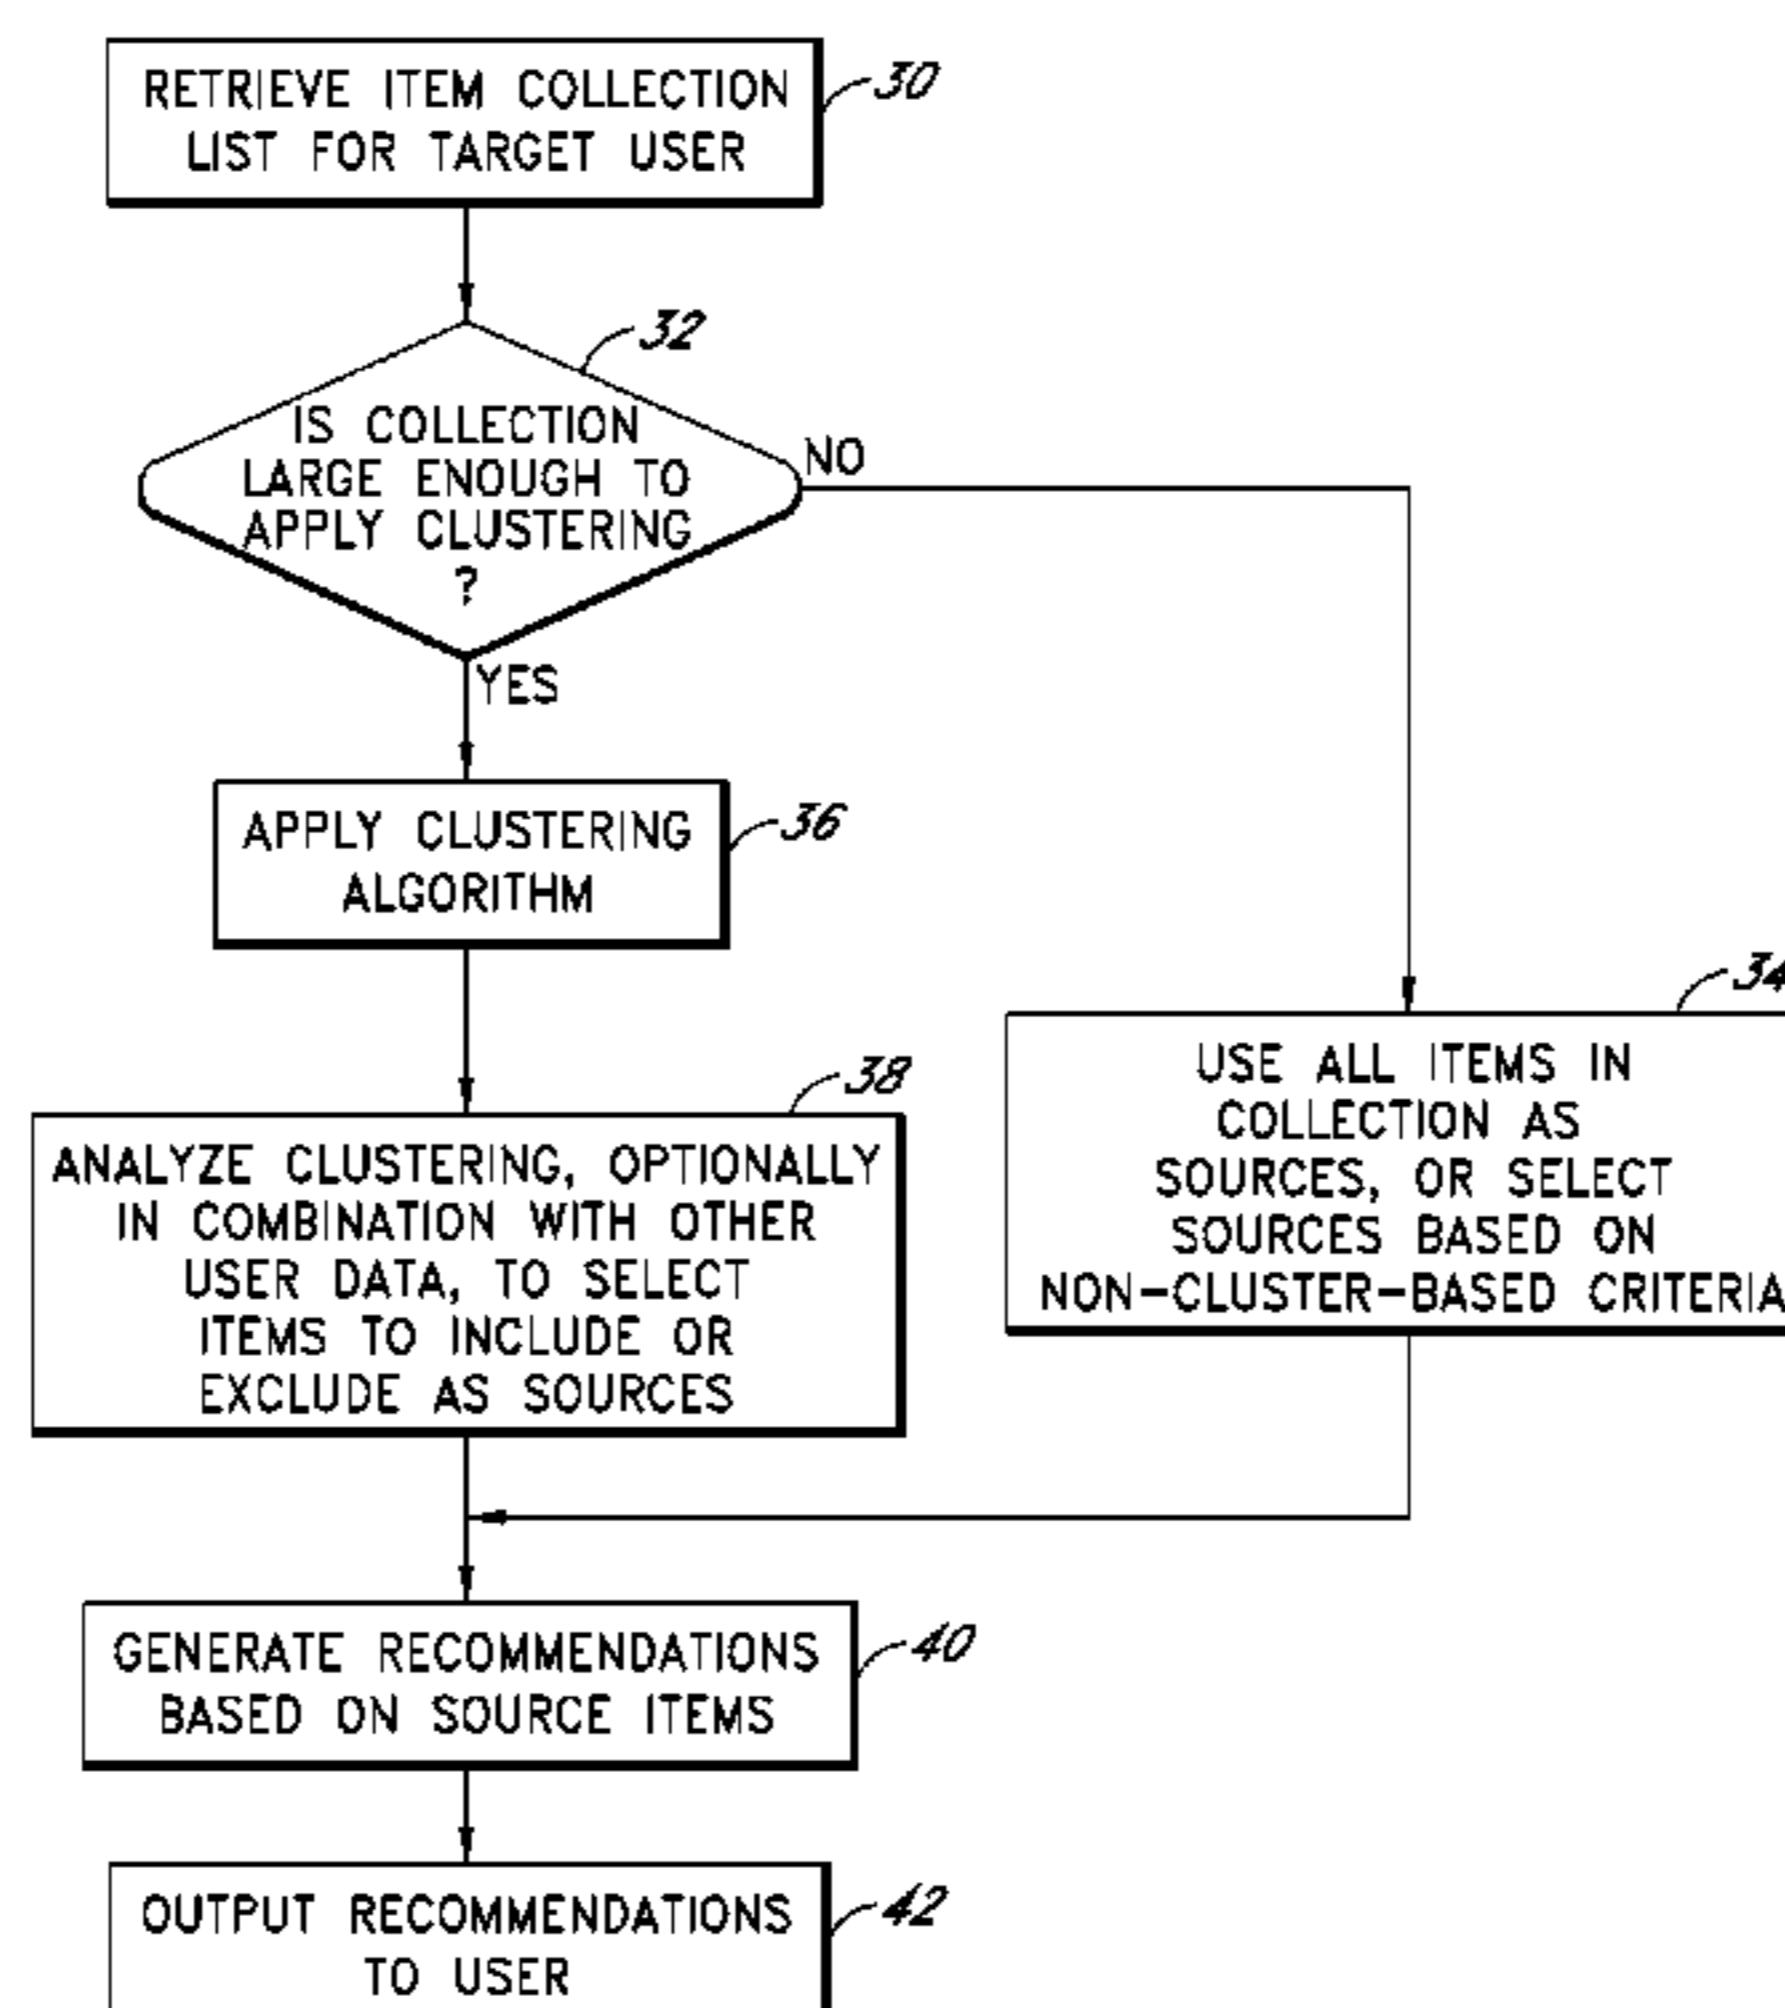 RETRIEVE ITEM COLLECTION
LIST FOR TARGET USER
30
32
IS COLLECTION
LARGE ENOUGH TO
APPLY CLUSTERING
?
NO
YES
APPLY CLUSTERING
ALGORITHM
36
34
USE ALL ITEMS IN
COLLECTION AS
SOURCES, OR SELECT
SOURCES BASED ON
NON-CLUSTER-BASED CRITERIA
38
ANALYZE CLUSTERING, OPTIONALLY
IN COMBINATION WITH OTHER
USER DATA, TO SELECT
ITEMS TO INCLUDE OR
EXCLUDE AS SOURCES
GENERATE RECOMMENDATIONS
BASED ON SOURCE ITEMS
40
OUTPUT RECOMMENDATIONS
TO USER
42